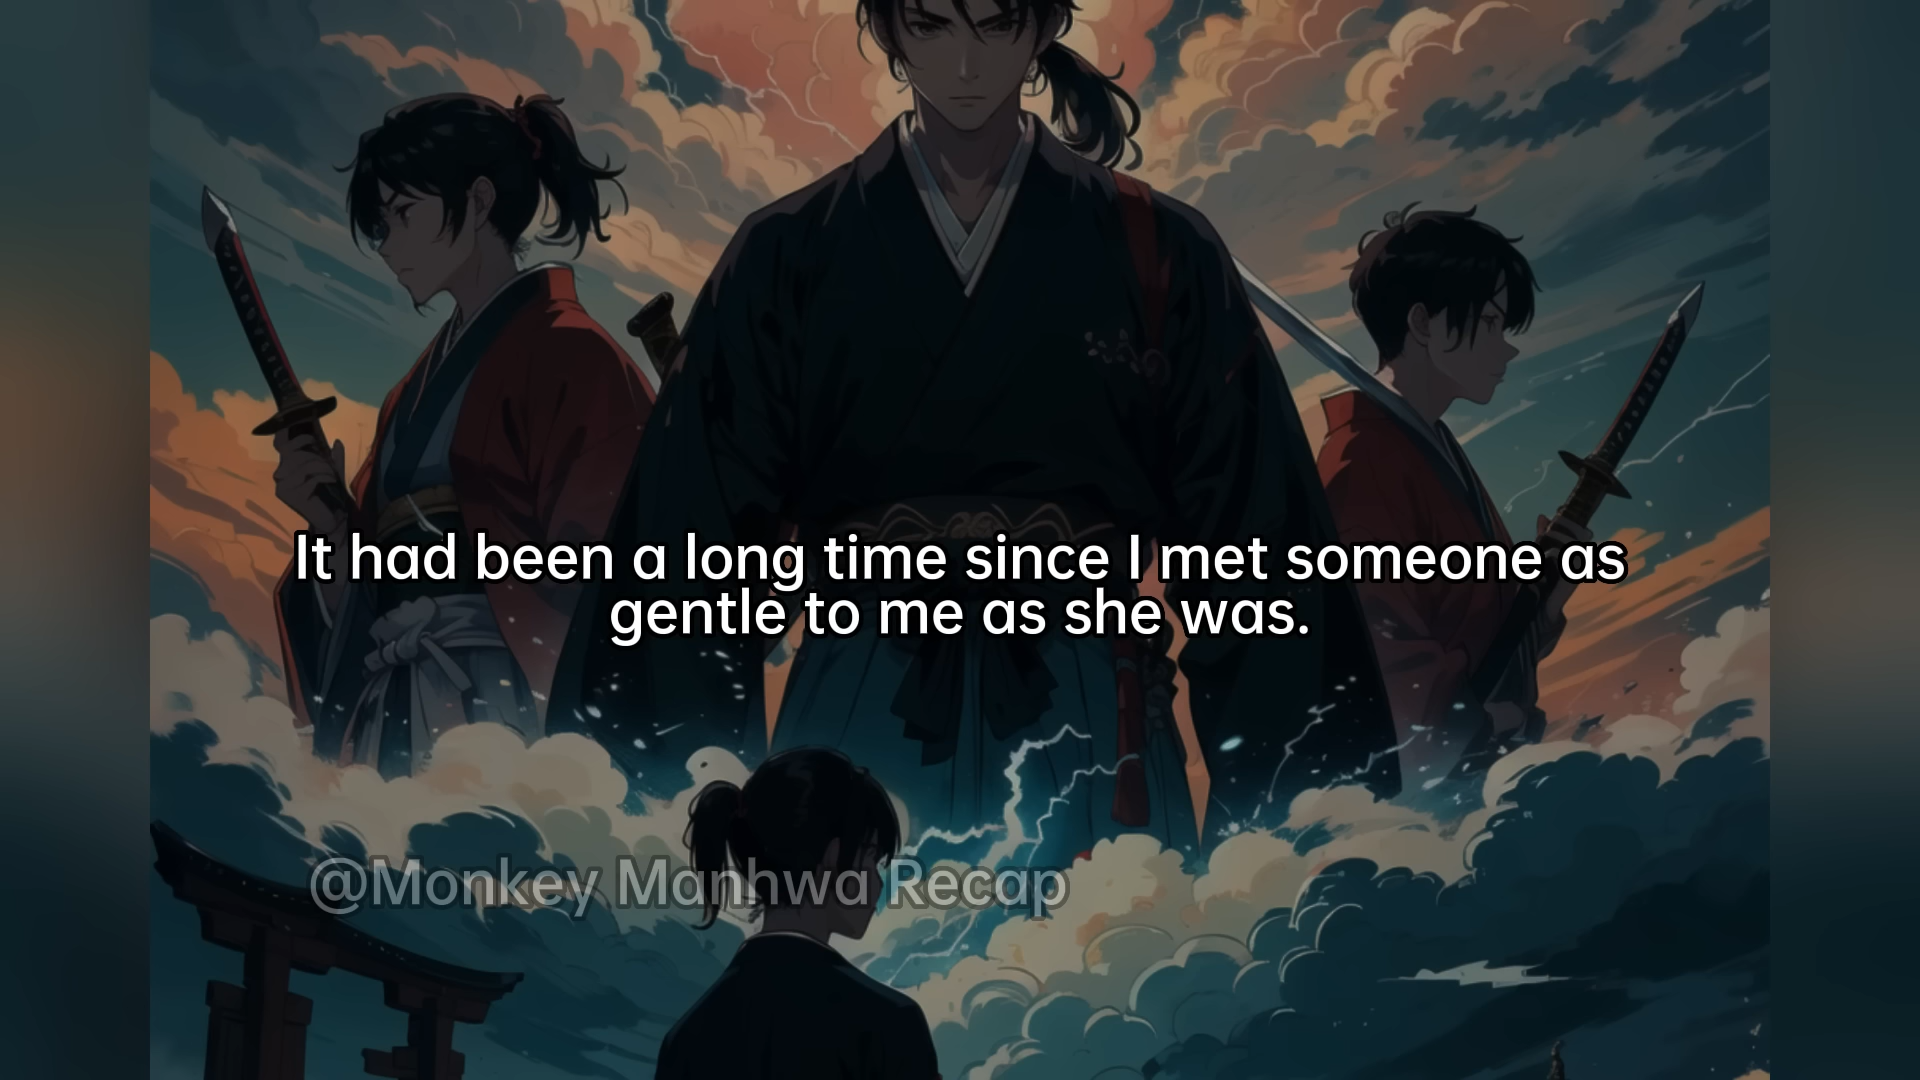 It had been a long time since I met someone as
gentle to me as she was.
@Monkey Manhwa Recap